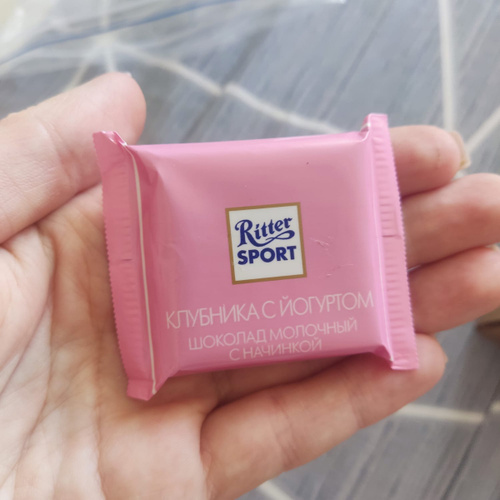 Ritter
SPORT
КЛУБНИКА С ЙОГУРТОМ
ШОКОЛАД МОЛОЧНЫЙ
С НАЧИНКОЙ